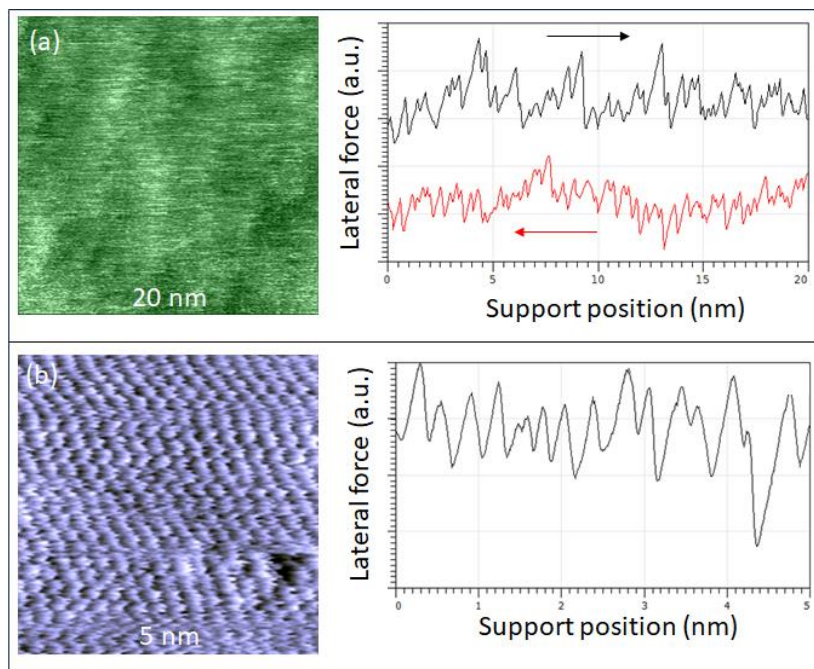 (a)
20 nm
Lateral force (a.u.)
0 5 10 15 20
Support position (nm)
(b)
5 nm
Lateral force (a.u.)
0 1 2 3 4 5
Support position (nm)